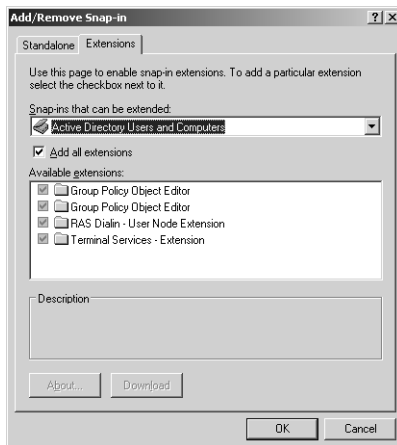 Add/Remove Snap-in
Standalone Extensions
Use this page to enable snap-in extensions. To add a particular extension
select the checkbox next to it.
Snap-ins that can be extended:
Active Directory Users and Computers
Add all extensions
Available extensions:
Group Policy Object Editor
Group Policy Object Editor
RAS Dialin - User Node Extension
Terminal Services - Extension
Description
About... Download
OK Cancel